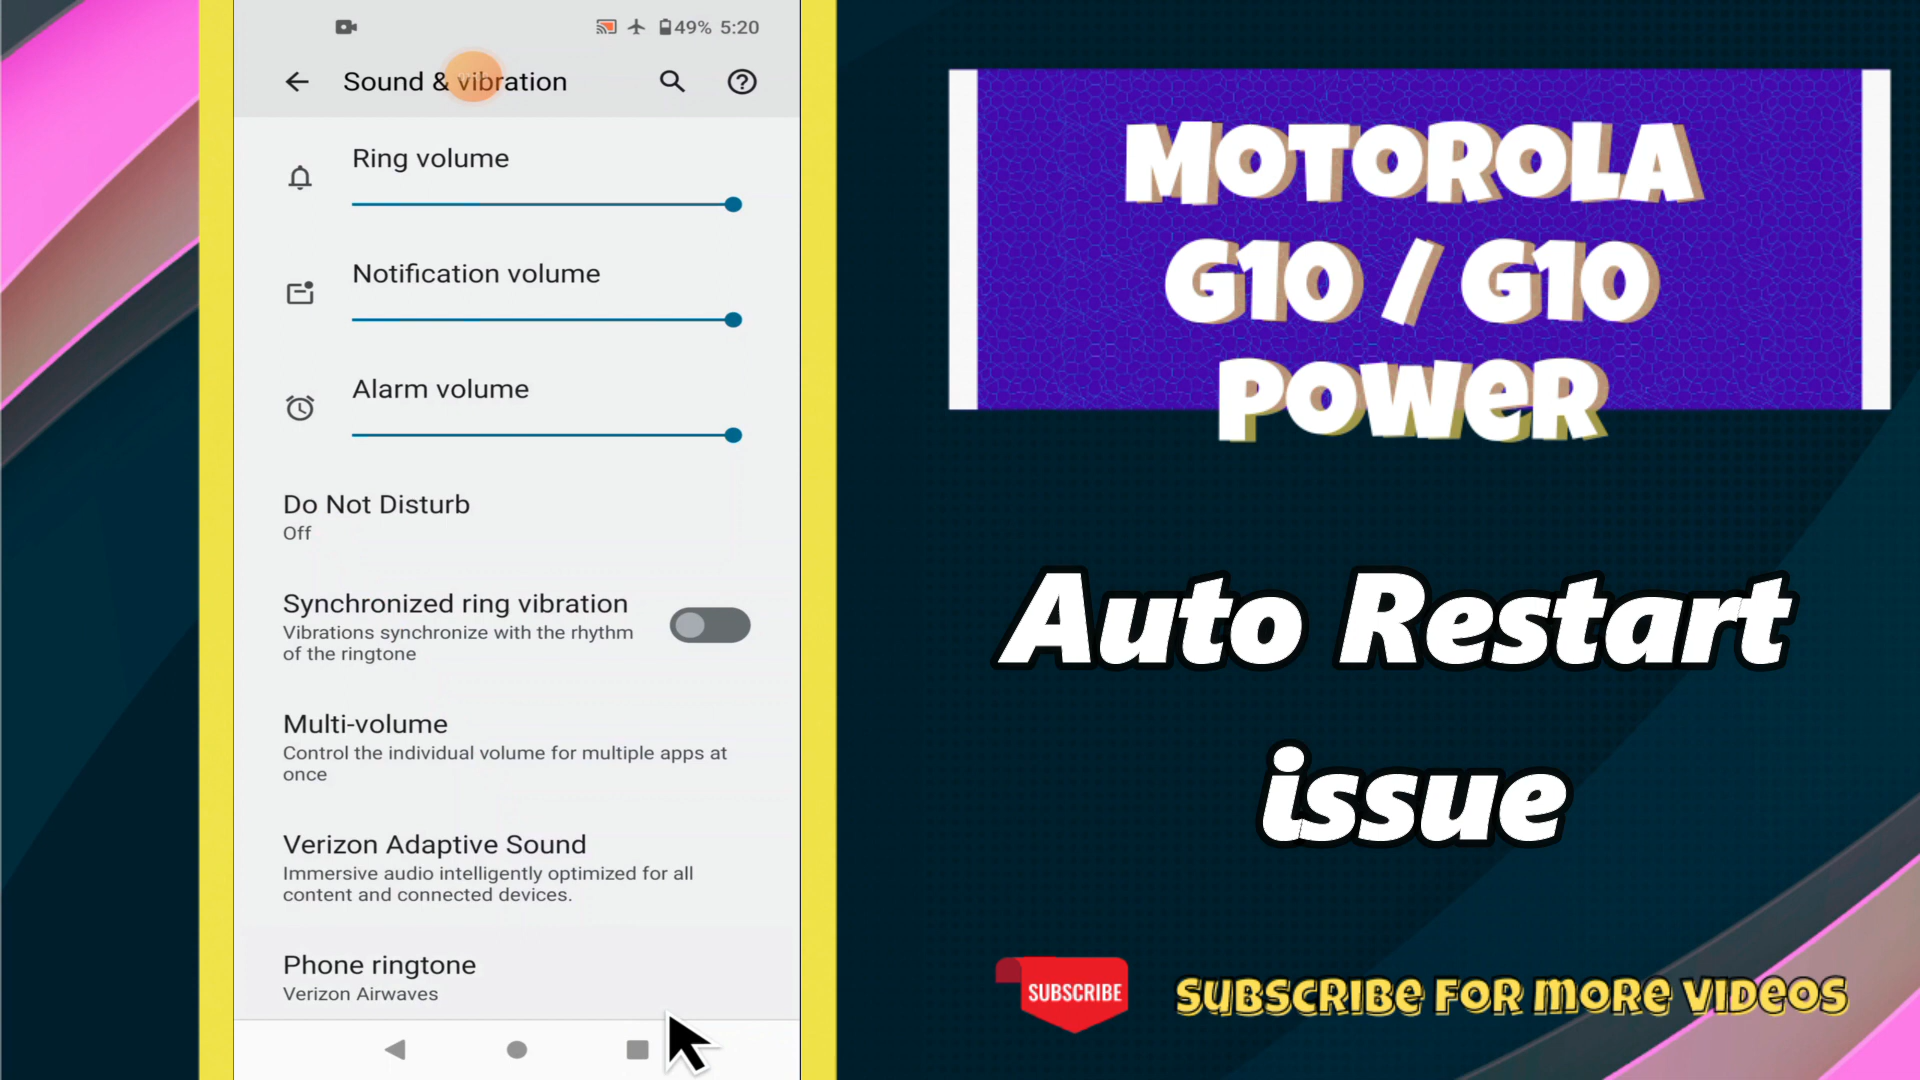 49% 5:20
Sound & vibration
Ring volume
Notification volume
Alarm volume
Do Not Disturb
Off
Synchronized ring vibration
Vibrations synchronize with the rhythm
of the ringtone
Multi-volume
Control the individual volume for multiple apps at
once
Verizon Adaptive Sound
Immersive audio intelligently optimized for all
content and connected devices.
Phone ringtone
Verizon Airwaves
MOTOROLA
G10 / G10
POWER
Auto Restart
issue
SUBSCRIBE
SUBSCRIBE FOR MORE VIDEOS